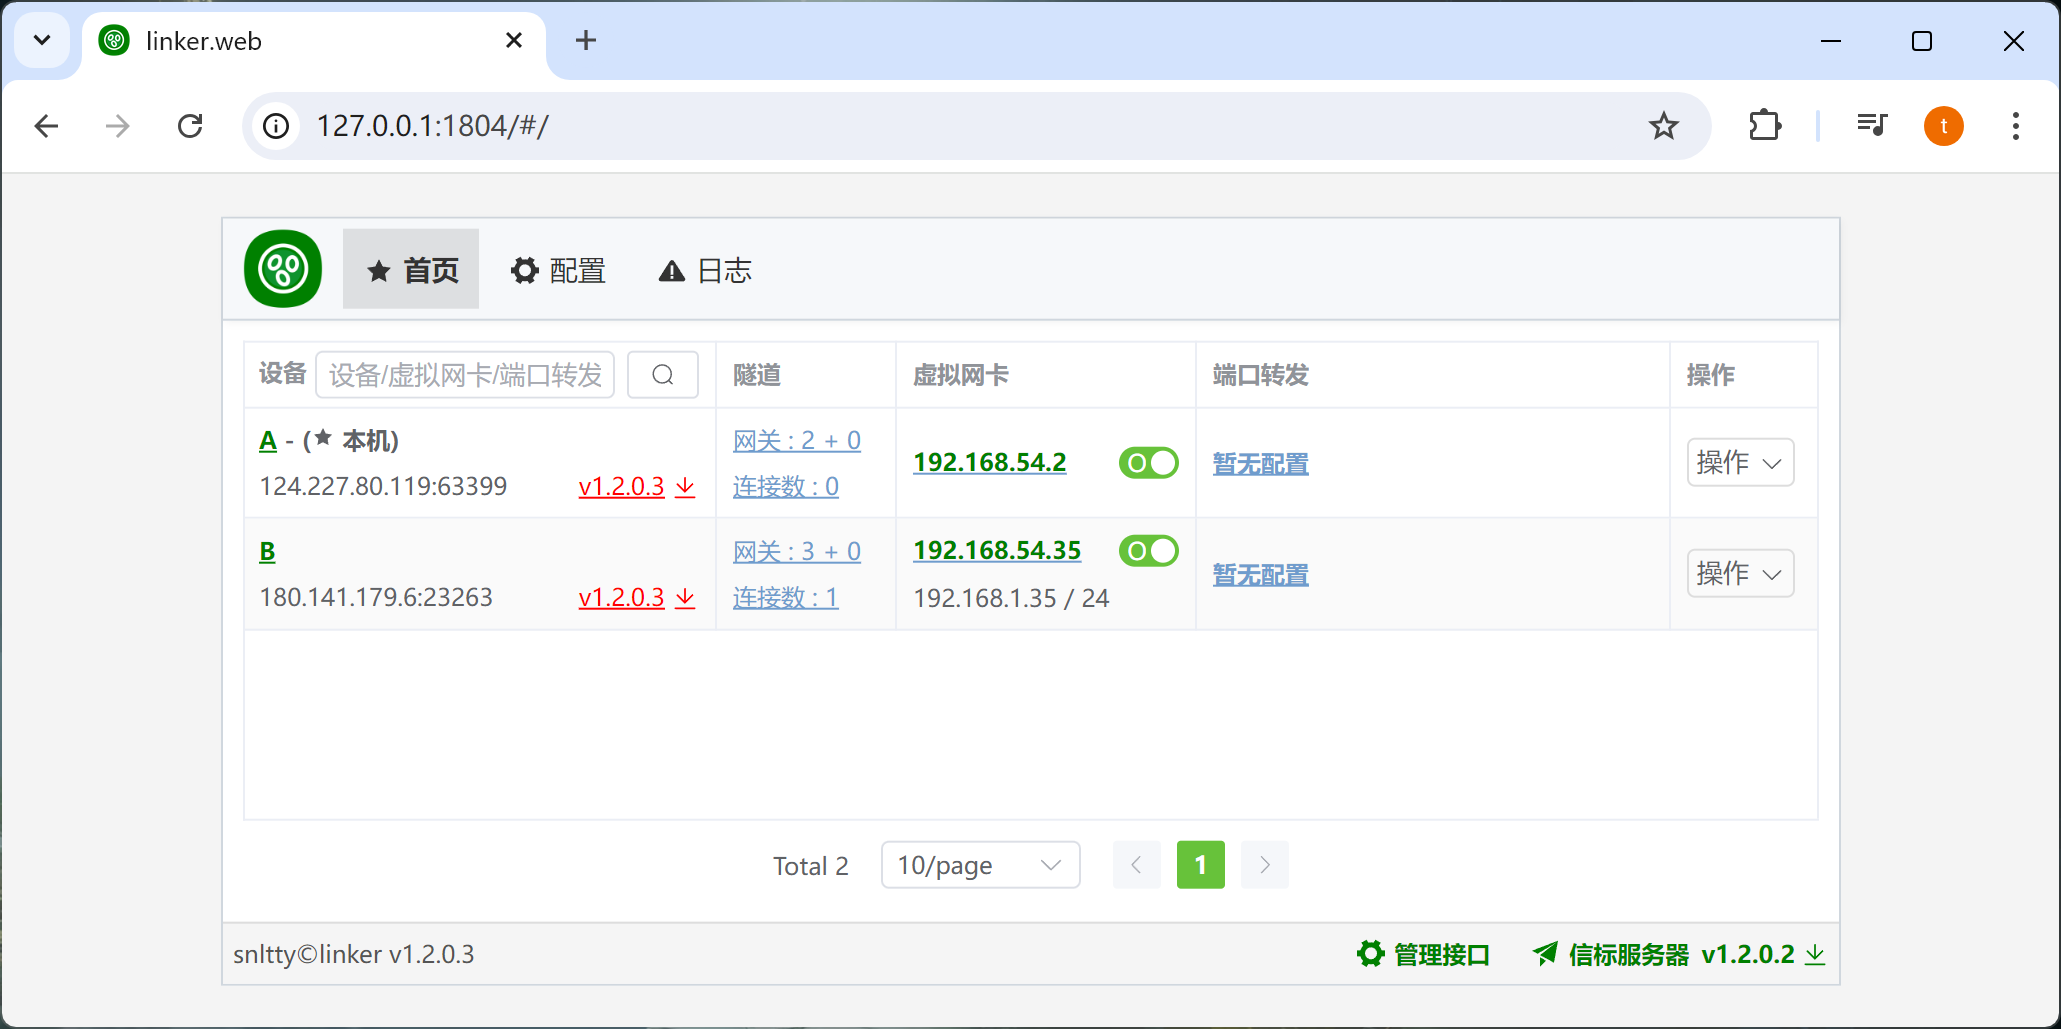 linker.web
127.0.0.1:1804/#/
t
首页 配置 日志
设备 设备/虚拟网卡/端口转发 隧道 虚拟网卡 端口转发 操作
A - (★ 本机)
124.227.80.119:63399 v1.2.0.3
网关 : 2 + 0
连接数 : 0
192.168.54.2
暂无配置
操作
B
180.141.179.6:23263 v1.2.0.3
网关 : 3 + 0
连接数 : 1
192.168.54.35
192.168.1.35 / 24
暂无配置
操作
Total 2 10/page 1
snltty©linker v1.2.0.3 管理接口 信标服务器 v1.2.0.2